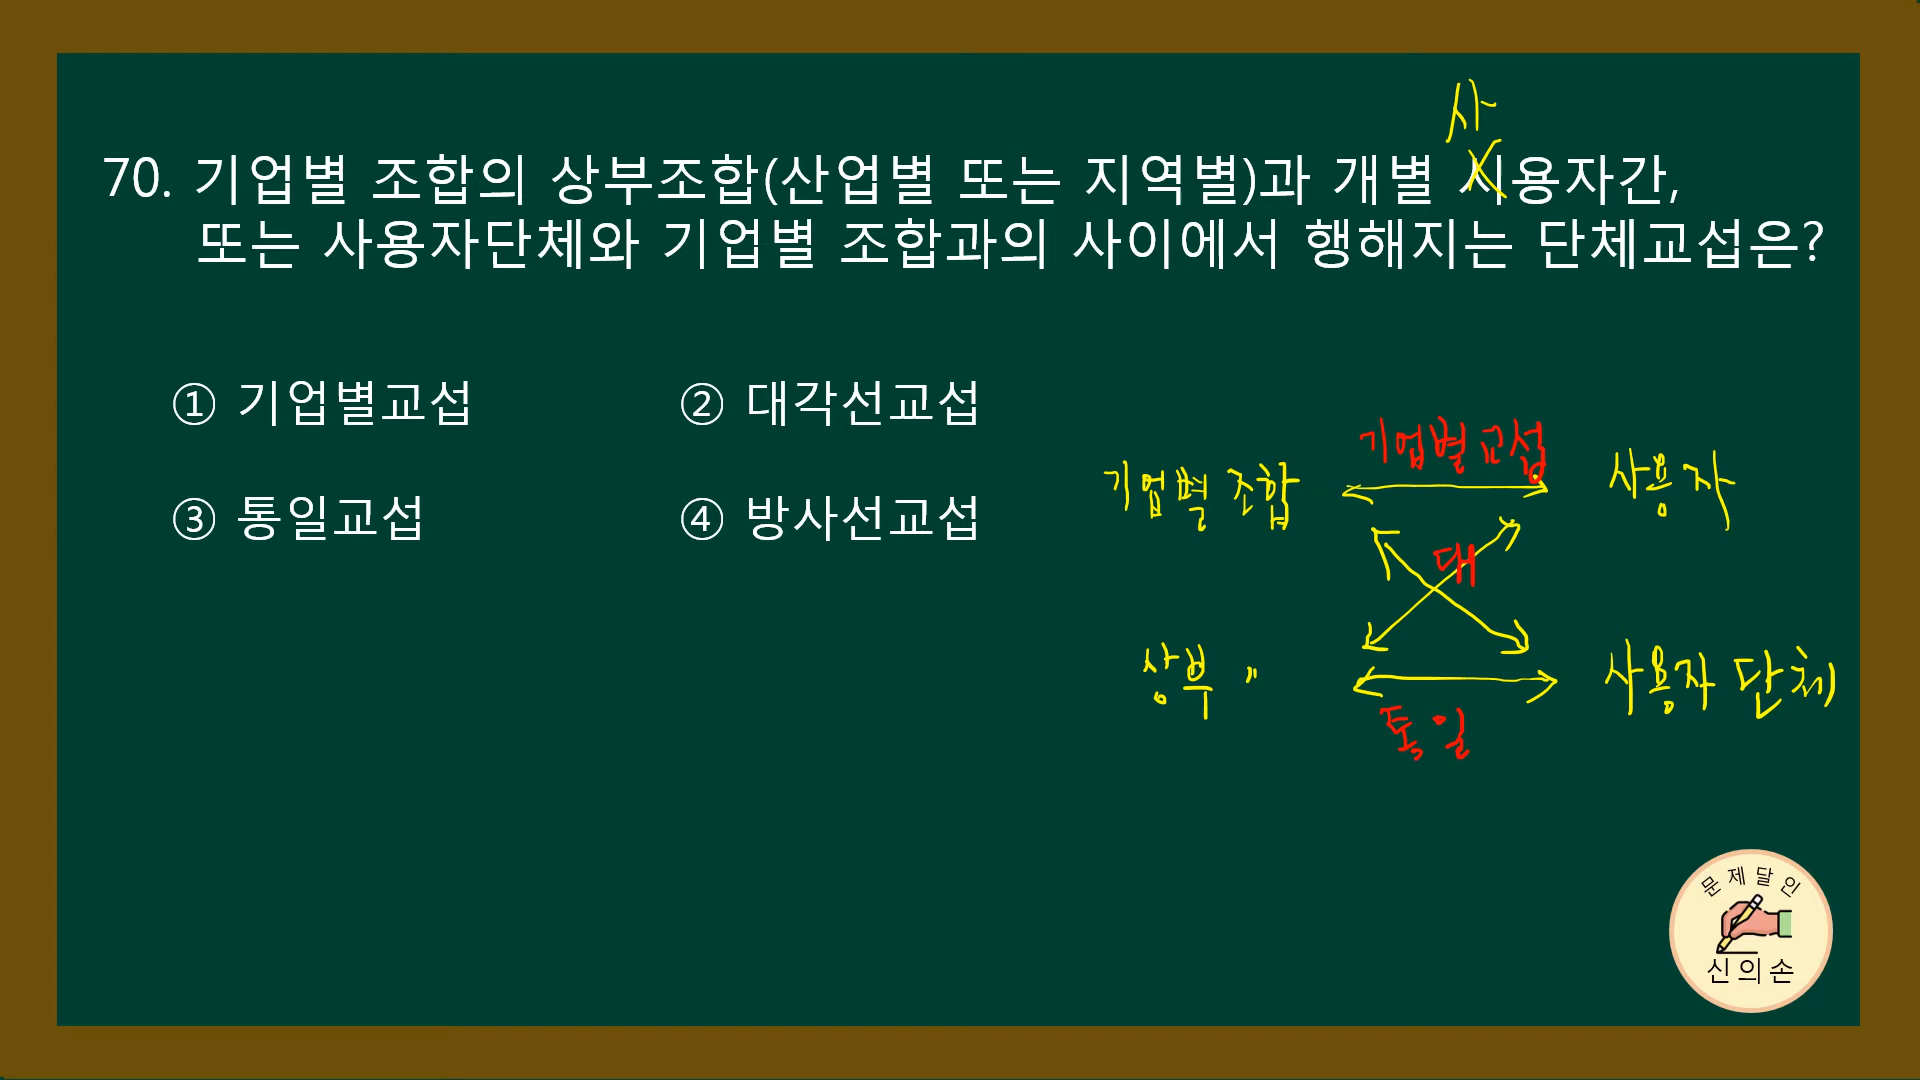 사
70. 기업별 조합의 상부조합(산업별 또는 지역별)과 개별 시용자간,
또는 사용자단체와 기업별 조합과의 사이에서 행해지는 단체교섭은?
① 기업별교섭 ② 대각선교섭
③ 통일교섭 ④ 방사선교섭
기업별교섭
기업별 조합 사용자
대
상부 〃 사용자 단체
통일
문제달인
신의손